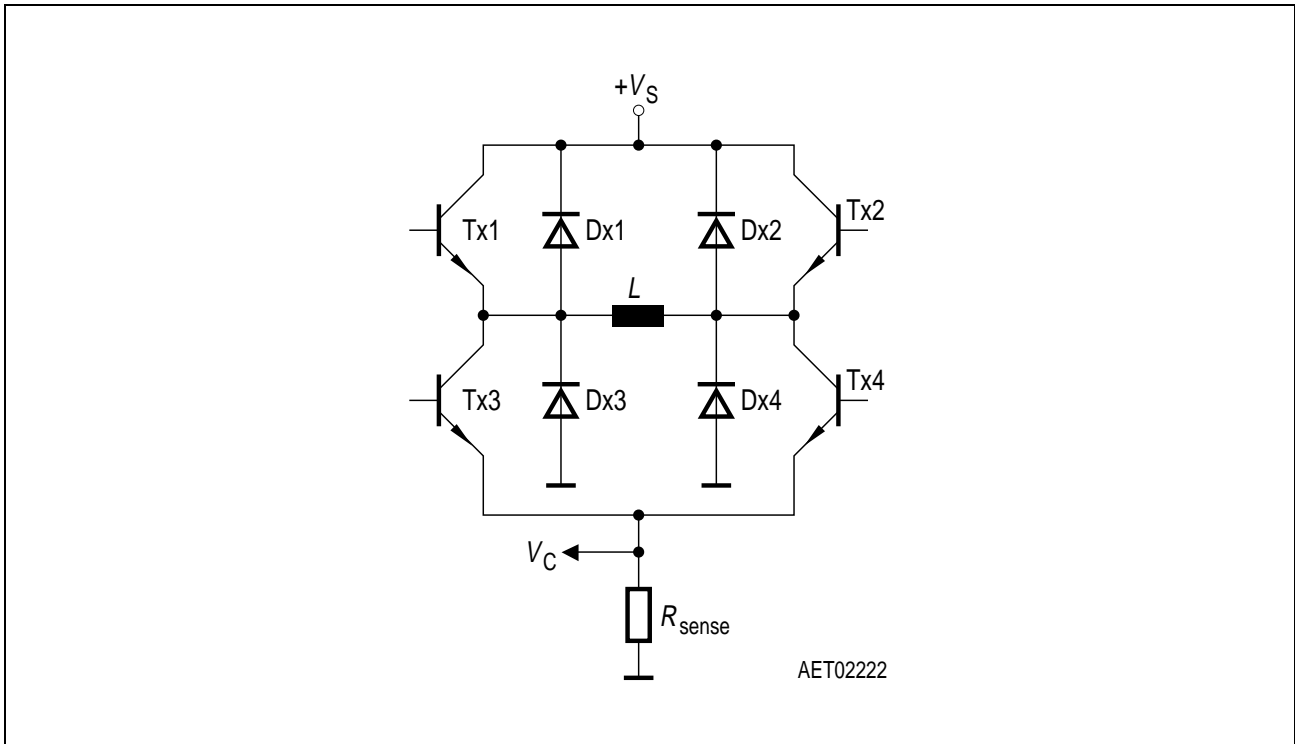 +VS
Tx1
Dx1
Dx2
Tx2
L
Tx3
Dx3
Dx4
Tx4
VC
Rsense
AET02222